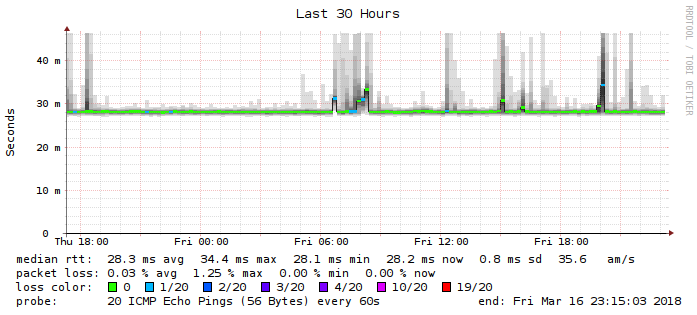 Last 30 Hours
RRDTOOL / TOBI OETIKER
Seconds
40 m
30 m
20 m
10 m
0
Thu 18:00 Fri 00:00 Fri 06:00 Fri 12:00 Fri 18:00
median rtt: 28.3 ms avg 34.4 ms max 28.1 ms min 28.2 ms now 0.8 ms sd 35.6 am/s
packet loss: 0.03 % avg 1.25 % max 0.00 % min 0.00 % now
loss color: 0 1/20 2/20 3/20 4/20 10/20 19/20
probe: 20 ICMP Echo Pings (56 Bytes) every 60s end: Fri Mar 16 23:15:03 2018